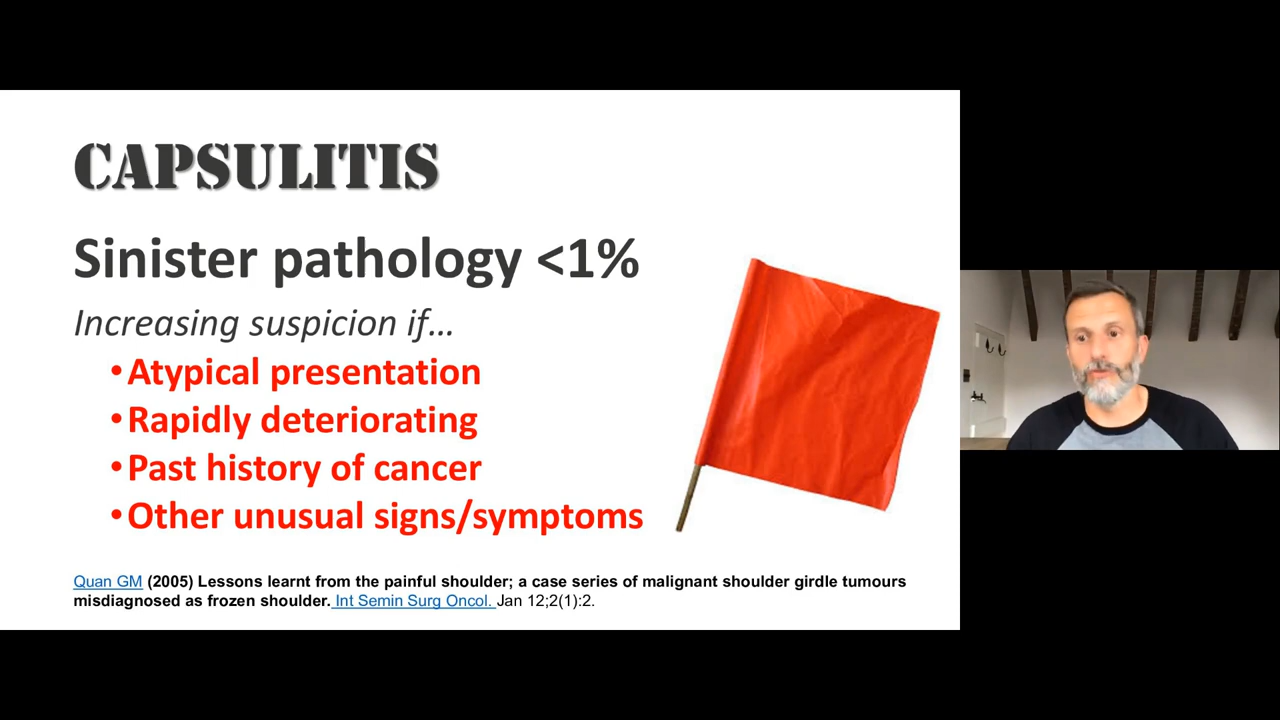 CAPSULITIS
Sinister pathology <1%
Increasing suspicion if…
•Atypical presentation
•Rapidly deteriorating
•Past history of cancer
•Other unusual signs/symptoms
Quan GM (2005) Lessons learnt from the painful shoulder; a case series of malignant shoulder girdle tumours
misdiagnosed as frozen shoulder. Int Semin Surg Oncol. Jan 12;2(1):2.